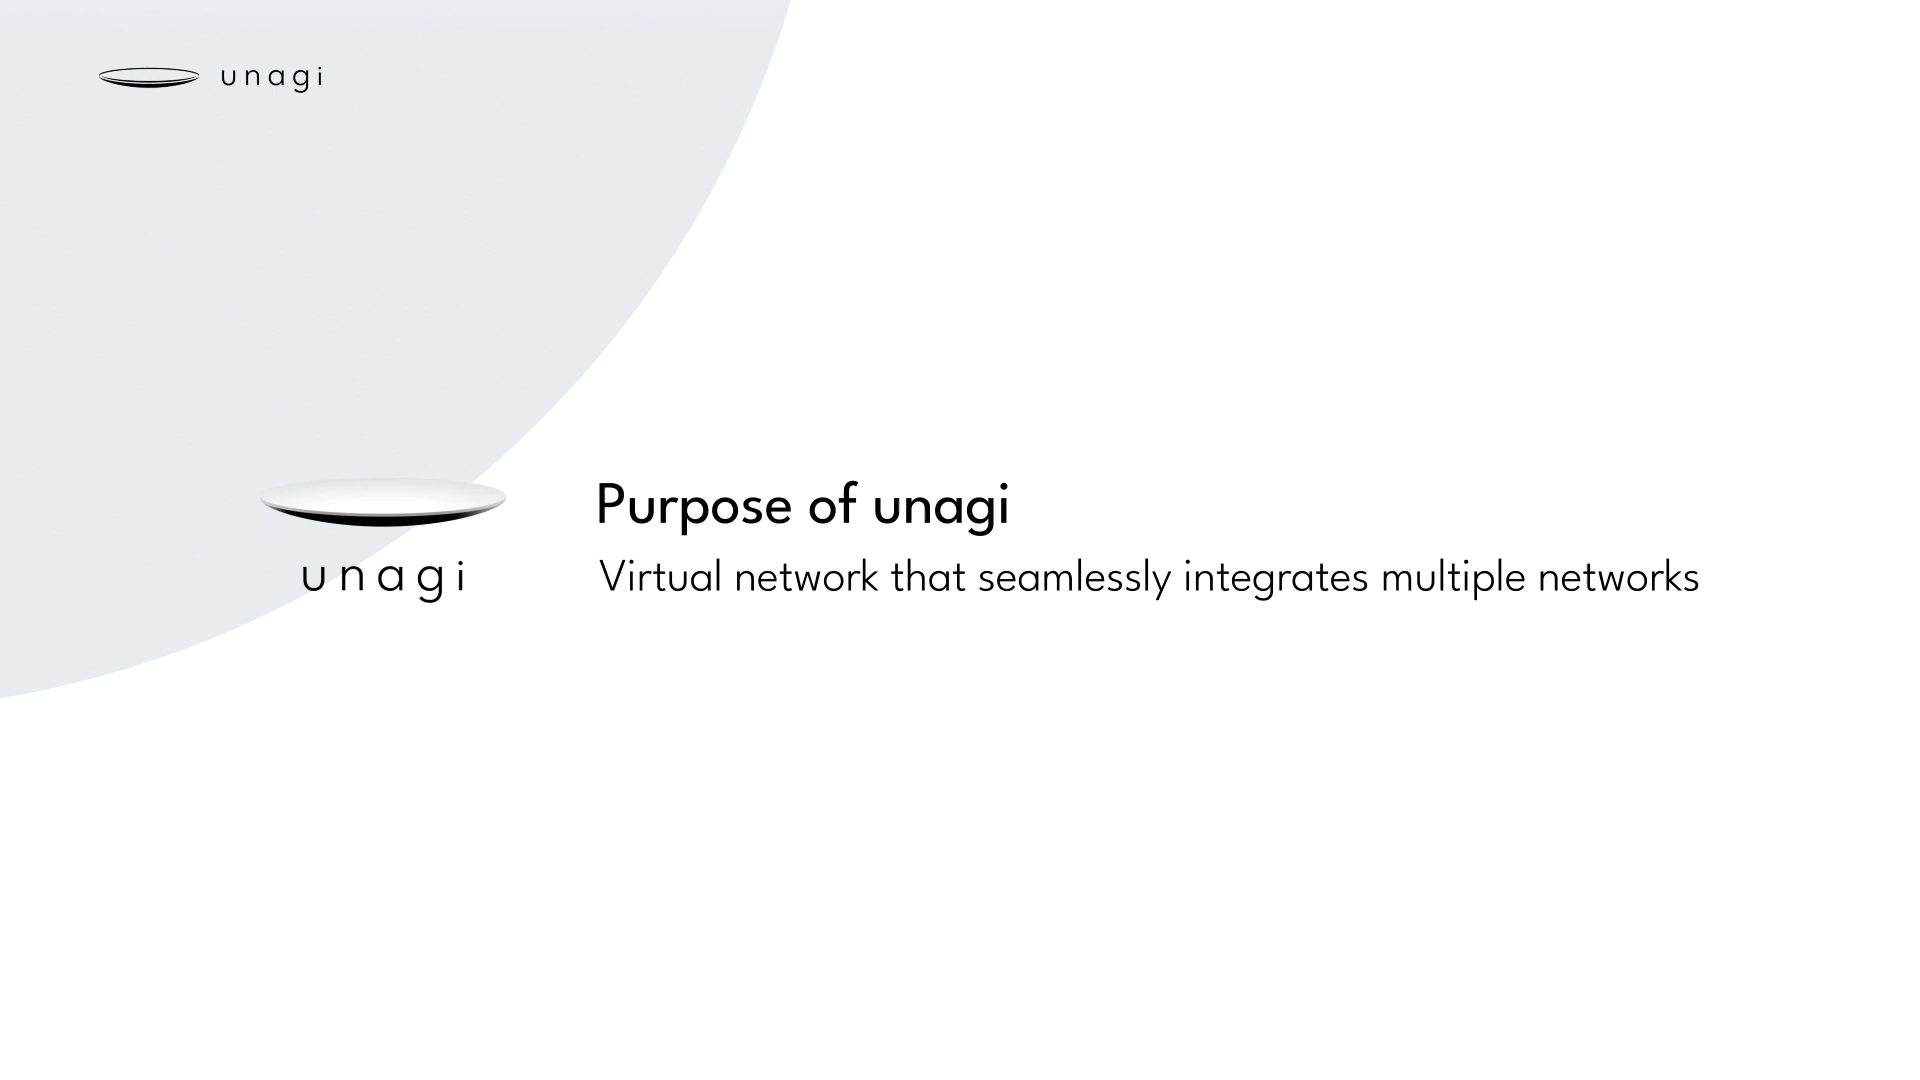 unagi
unagi
Purpose of unagi
Virtual network that seamlessly integrates multiple networks